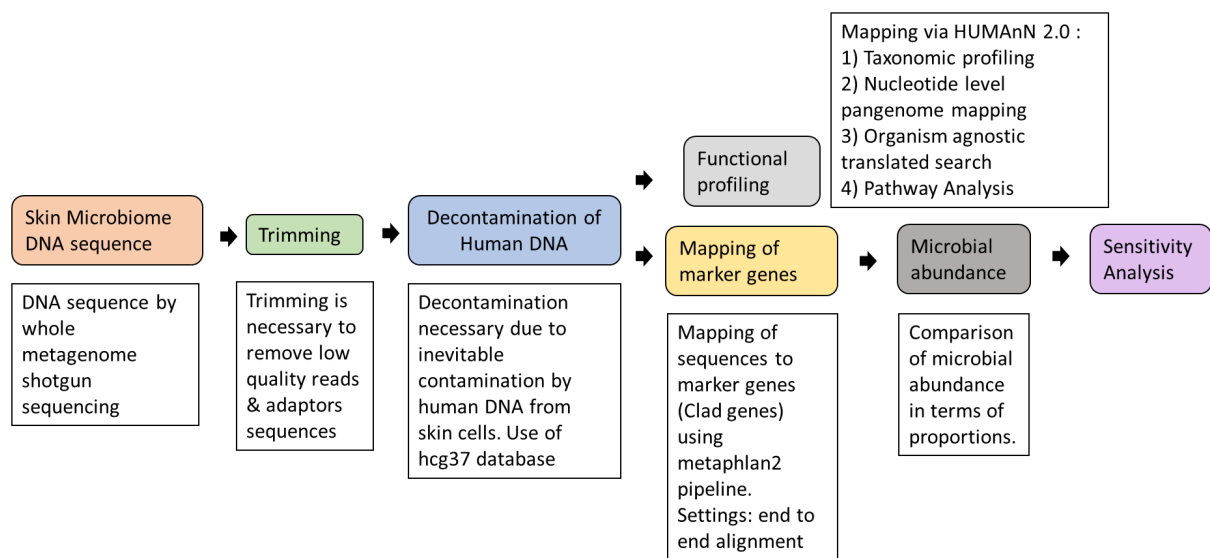 Skin Microbiome
DNA sequence
DNA sequence by
whole
metagenome
shotgun
sequencing
Trimming
Trimming is
necessary to
remove low
quality reads
& adaptors
sequences
Decontamination of
Human DNA
Decontamination
necessary due to
inevitable
contamination by
human DNA from
skin cells. Use of
hcg37 database
Functional
profiling
Mapping via HUMAnN 2.0 :
1) Taxonomic profiling
2) Nucleotide level
pangenome mapping
3) Organism agnostic
translated search
4) Pathway Analysis
Mapping of
marker genes
Mapping of
sequences to
marker genes
(Clad genes)
using
metaphlan2
pipeline.
Settings: end to
end alignment
Microbial
abundance
Comparison
of microbial
abundance
in terms of
proportions.
Sensitivity
Analysis